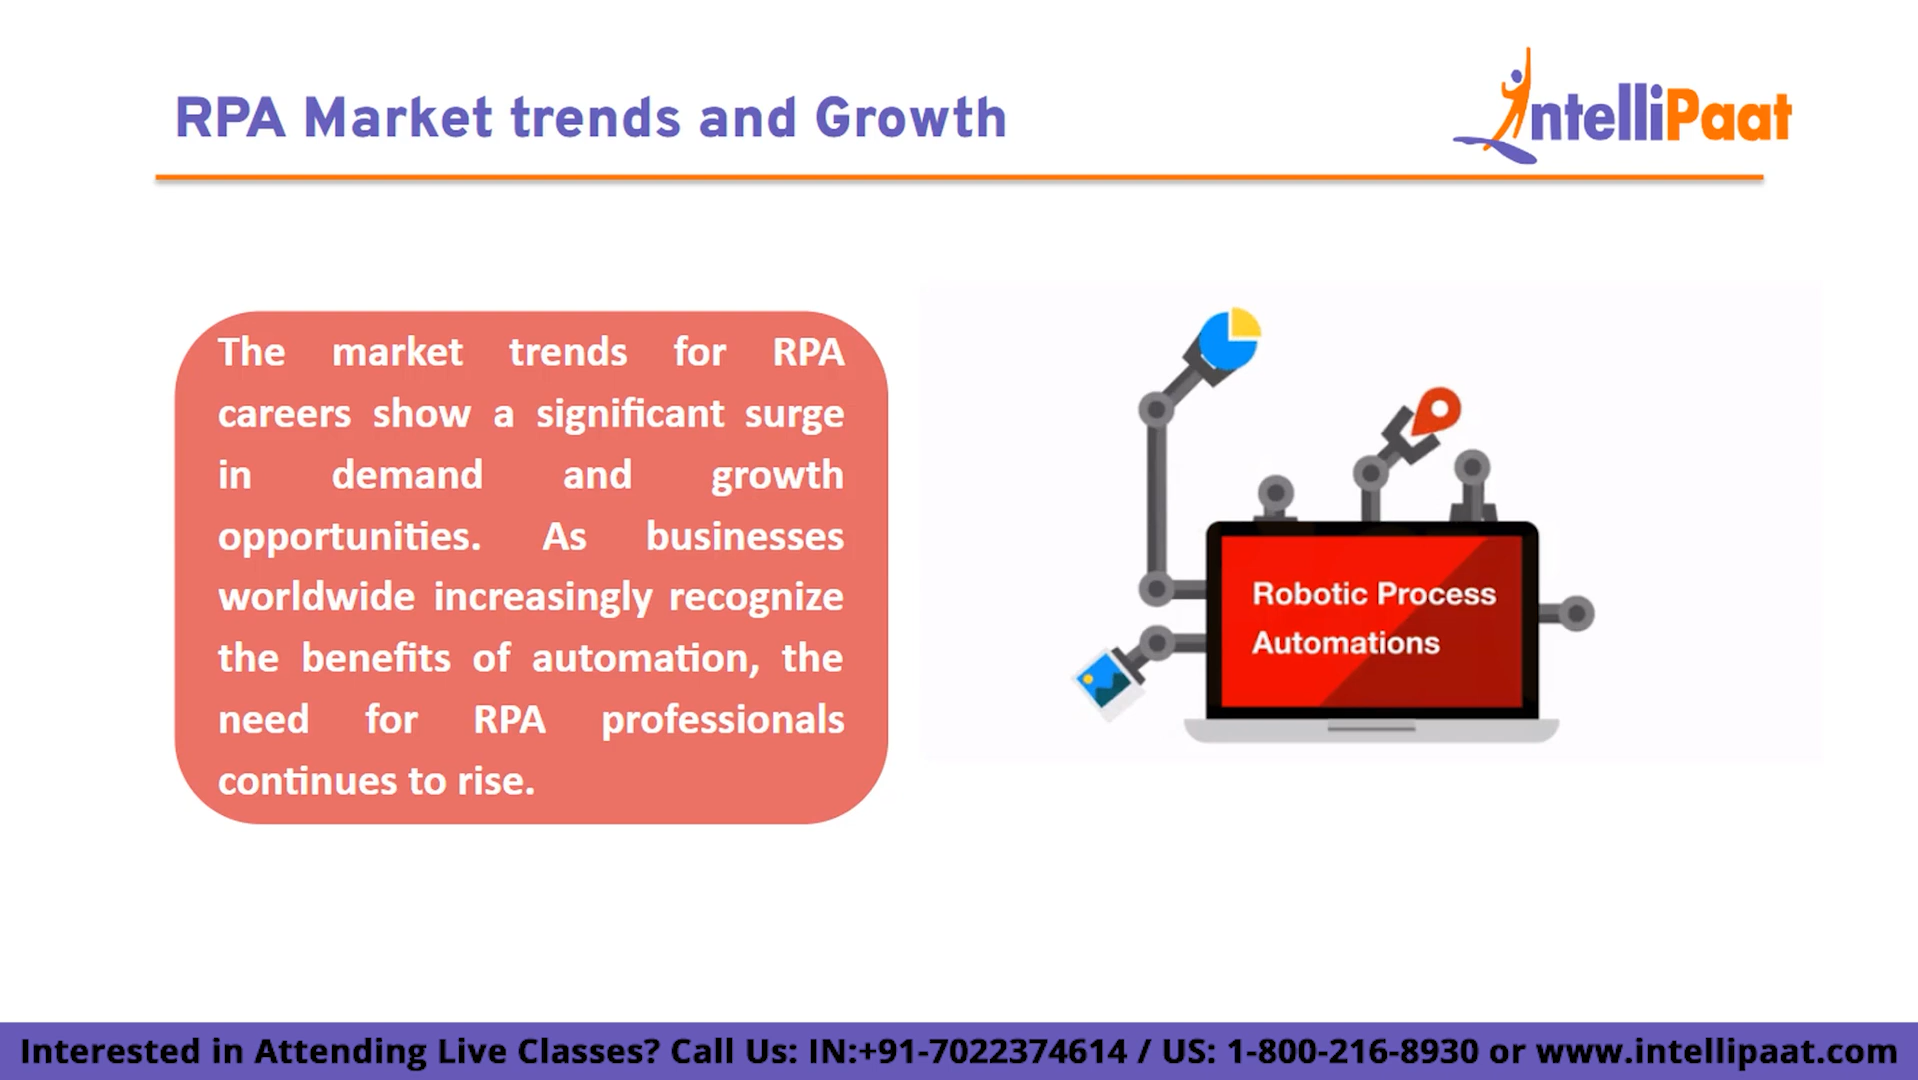 RPA Market trends and Growth
IntelliPaat
The market trends for RPA
careers show a significant surge
in demand and growth
opportunities. As businesses
worldwide increasingly recognize
the benefits of automation, the
need for RPA professionals
continues to rise.
Robotic Process
Automations
Interested in Attending Live Classes? Call Us: IN:+91-7022374614 / US: 1-800-216-8930 or www.intellipaat.com